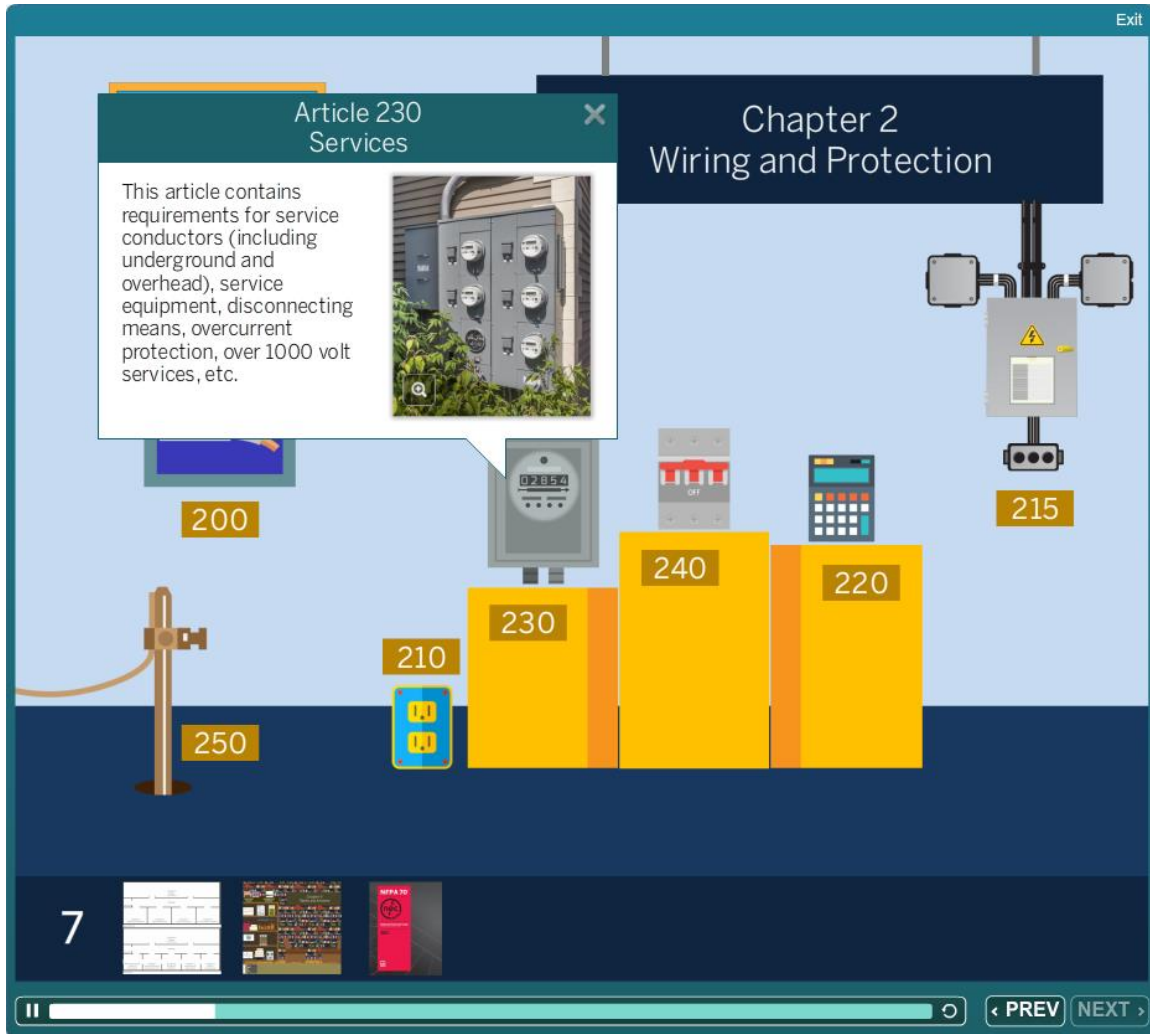 Exit
Chapter 2
Wiring and Protection
Article 230
Services
This article contains
requirements for service
conductors (including
underground and
overhead), service
equipment, disconnecting
means, overcurrent
protection, over 1000 volt
services, etc.
02854
OFF
200
215
240
220
230
210
250
7
NFPA 70
nec
PREV
NEXT